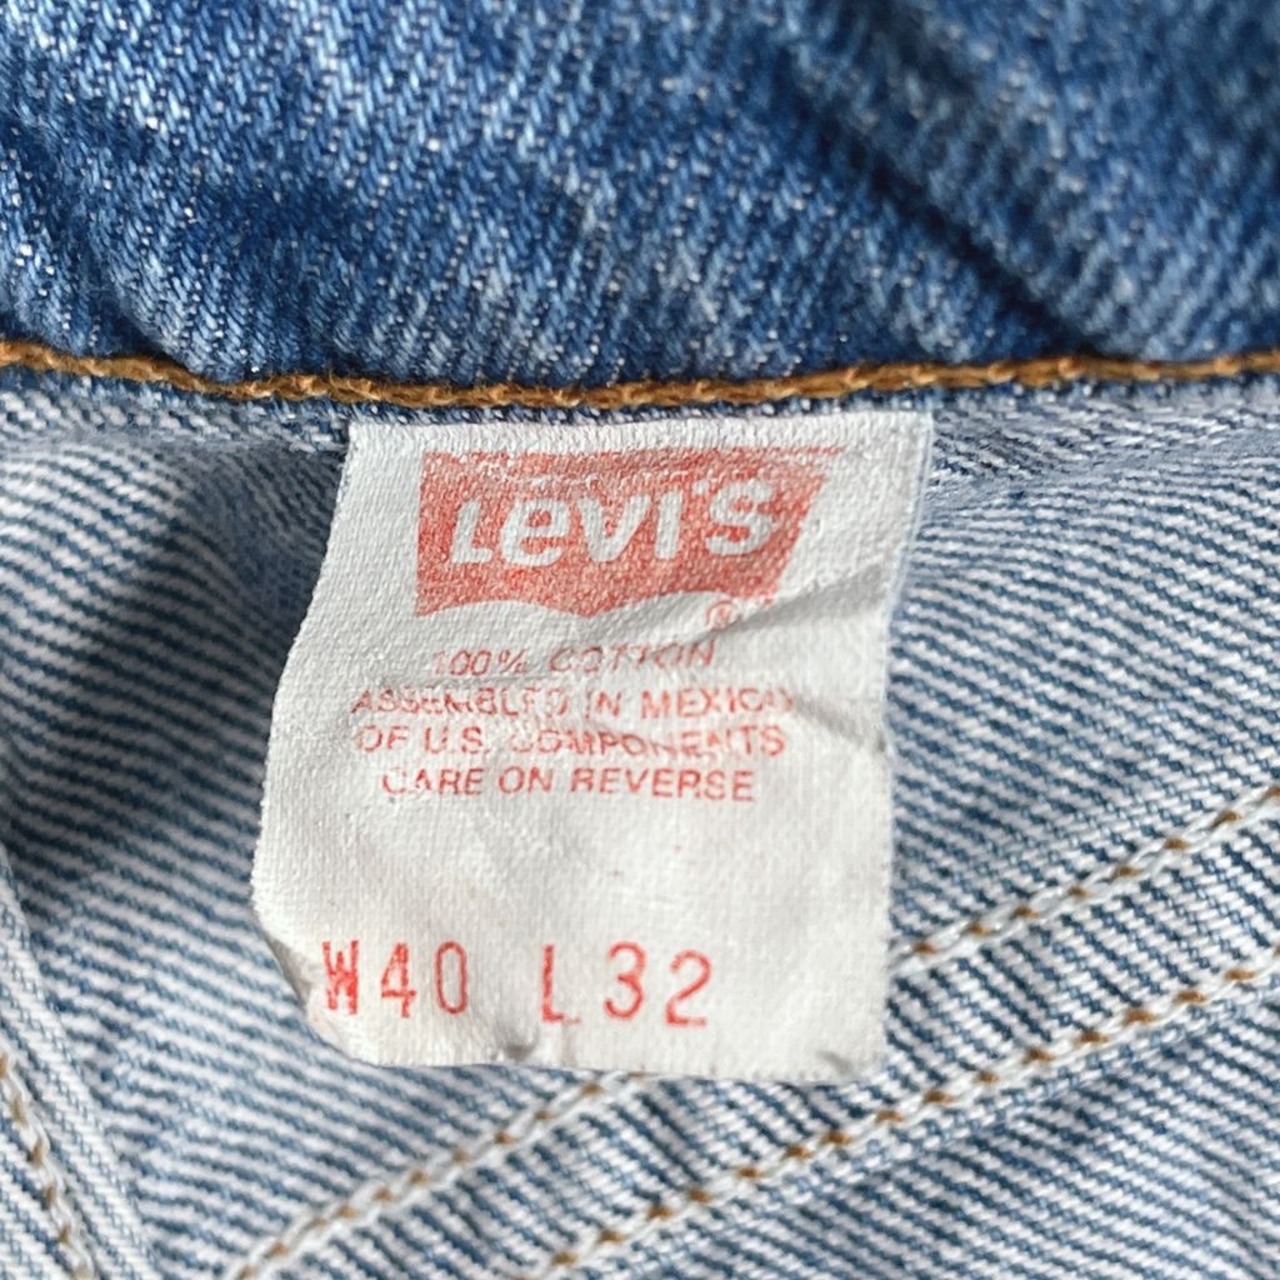 LEVI'S
®
100% COTTON
ASSEMBLED IN MEXICO
OF U.S. COMPONENTS
CARE ON REVERSE
W40 L32